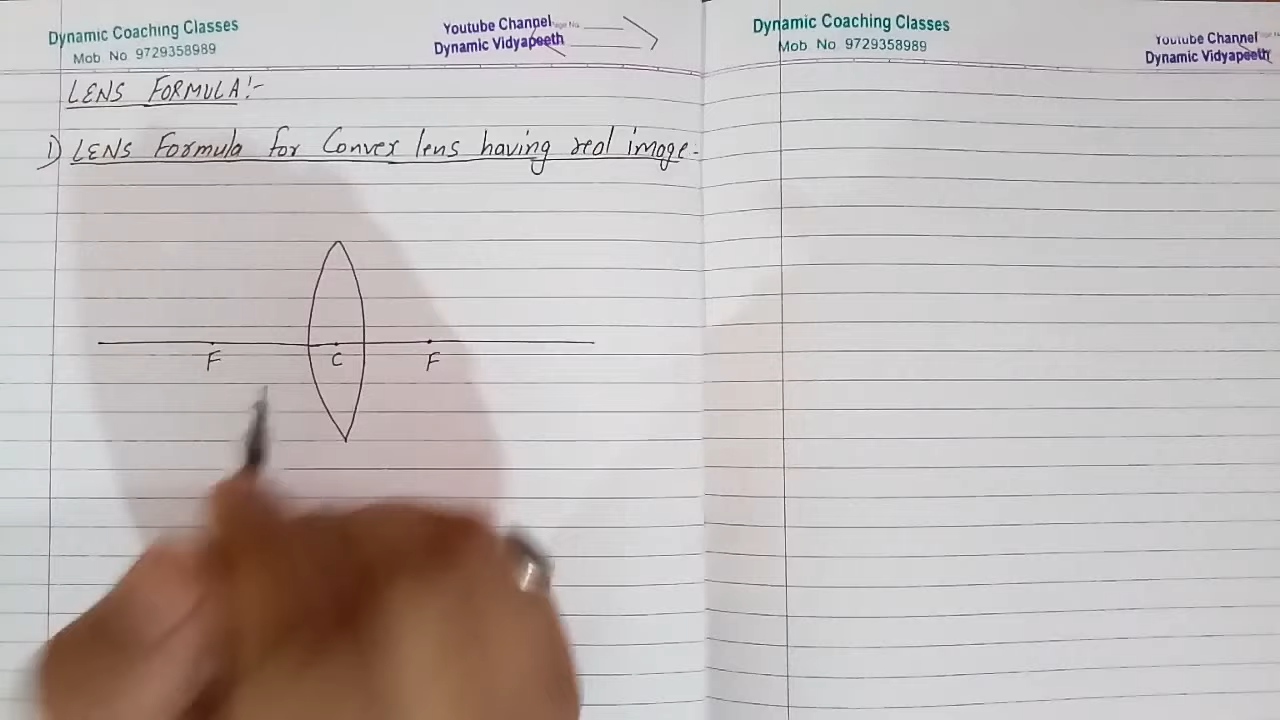 Dynamic Coaching Classes
Mob No 9729358989
Youtube Channel
Dynamic Vidyapeeth
LENS FORMULA:-
1) LENS Formula for Convex lens having real image-
F C F
Dynamic Coaching Classes
Mob No 9729358989
Youtube Channel
Dynamic Vidyapeeth